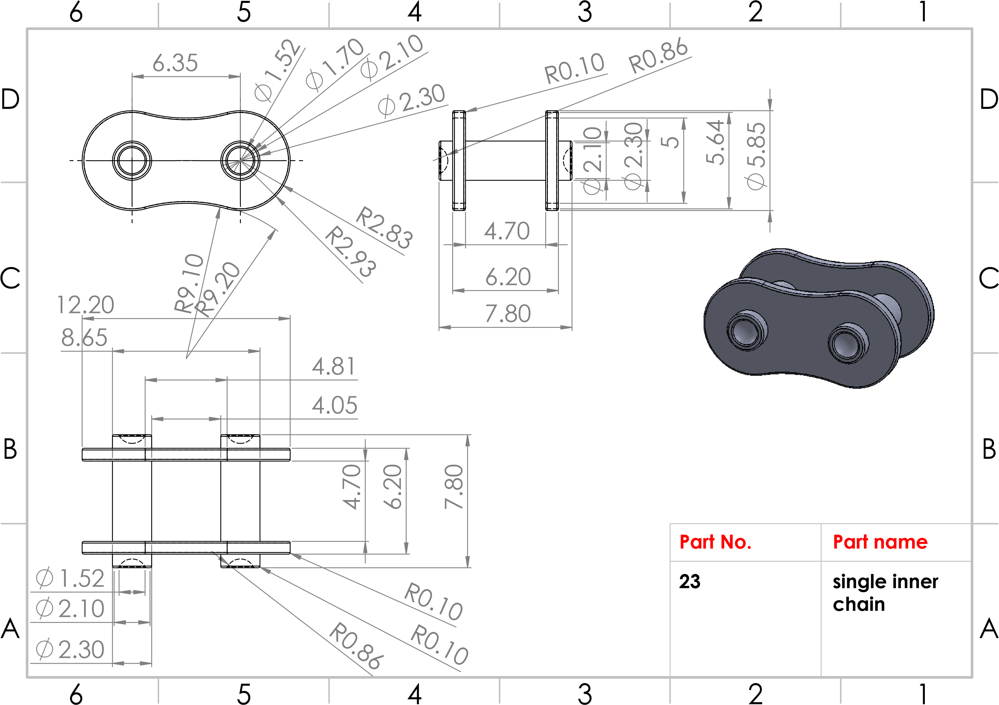 6 5 4 3 2 1
D D
C C
B B
A A
6.35
⌀1.52
⌀1.70
⌀2.10
⌀2.30
R2.83
R2.93
R9.10
R9.20
R0.10
R0.86
⌀2.10
⌀2.30
5
5.64
⌀5.85
4.70
6.20
7.80
12.20
8.65
4.81
4.05
4.70
6.20
7.80
⌀1.52
⌀2.10
⌀2.30
R0.10
R0.10
R0.86
Part No. Part name
23 single inner
chain
6 5 4 3 2 1